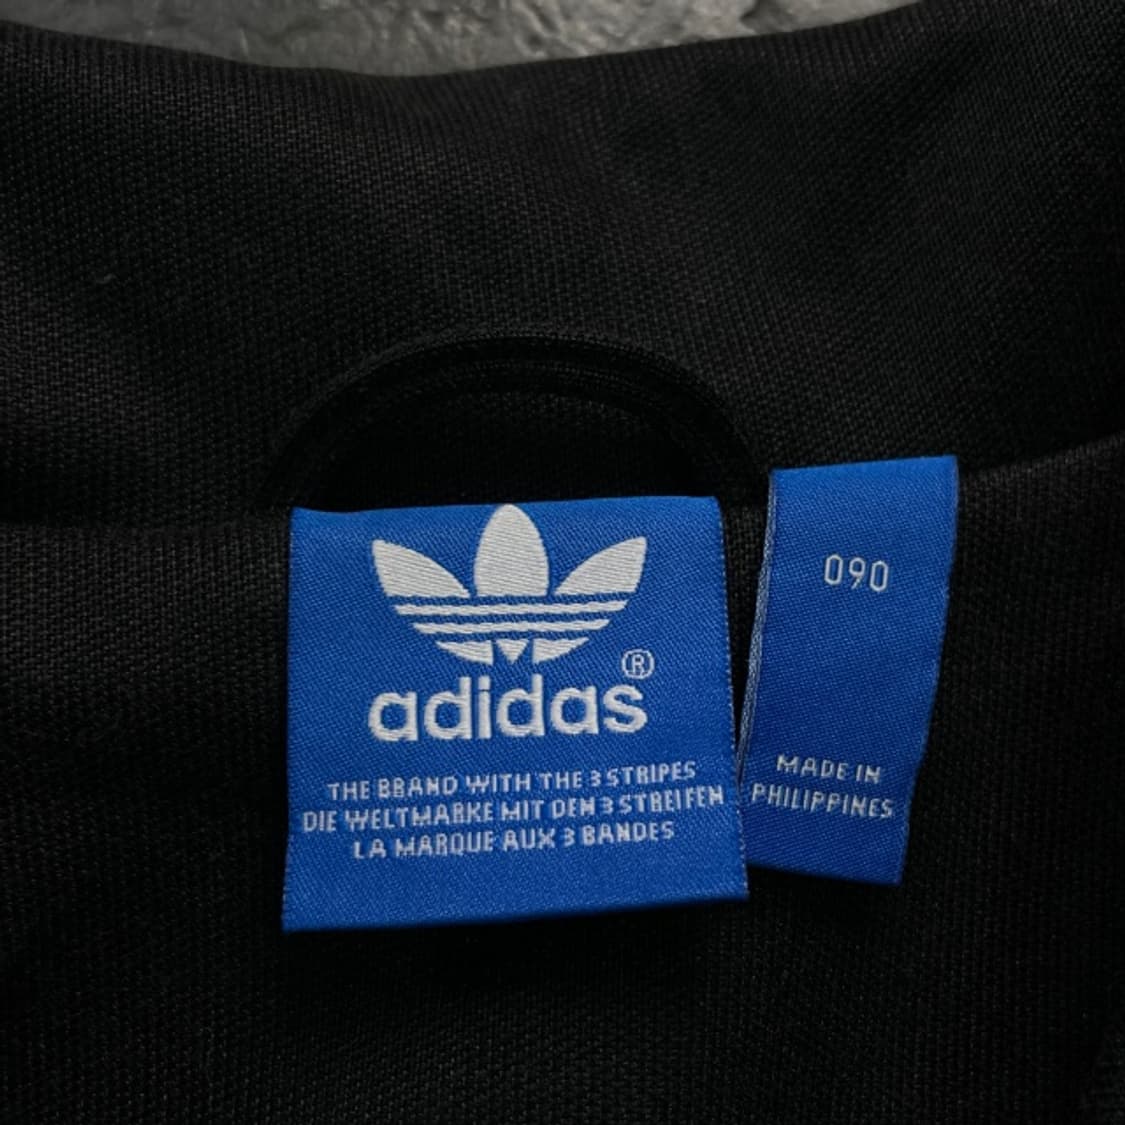 adidas®
THE BRAND WITH THE 3 STRIPES
DIE WELTMARKE MIT DEN 3 STREIFEN
LA MARQUE AUX 3 BANDES
090
MADE IN
PHILIPPINES